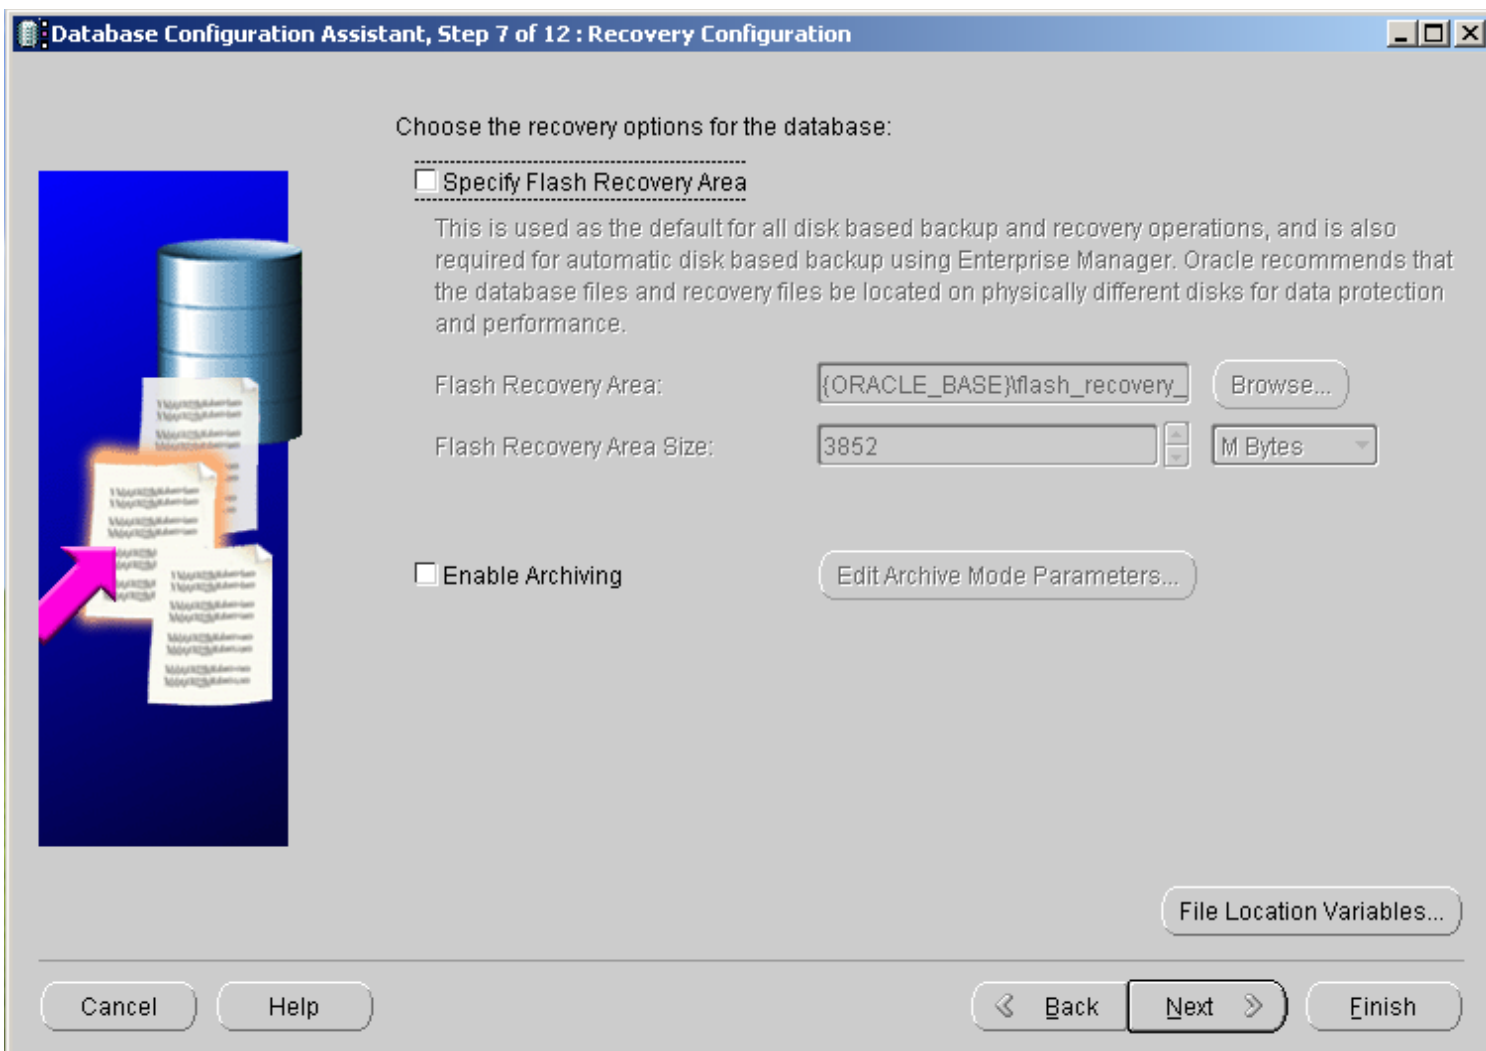 Database Configuration Assistant, Step 7 of 12 : Recovery Configuration
Choose the recovery options for the database:
Specify Flash Recovery Area
This is used as the default for all disk based backup and recovery operations, and is also
required for automatic disk based backup using Enterprise Manager. Oracle recommends that
the database files and recovery files be located on physically different disks for data protection
and performance.
Flash Recovery Area: {ORACLE_BASE}\flash_recovery_ Browse...
Flash Recovery Area Size: 3852 M Bytes
Enable Archiving Edit Archive Mode Parameters...
File Location Variables...
Cancel Help Back Next Finish